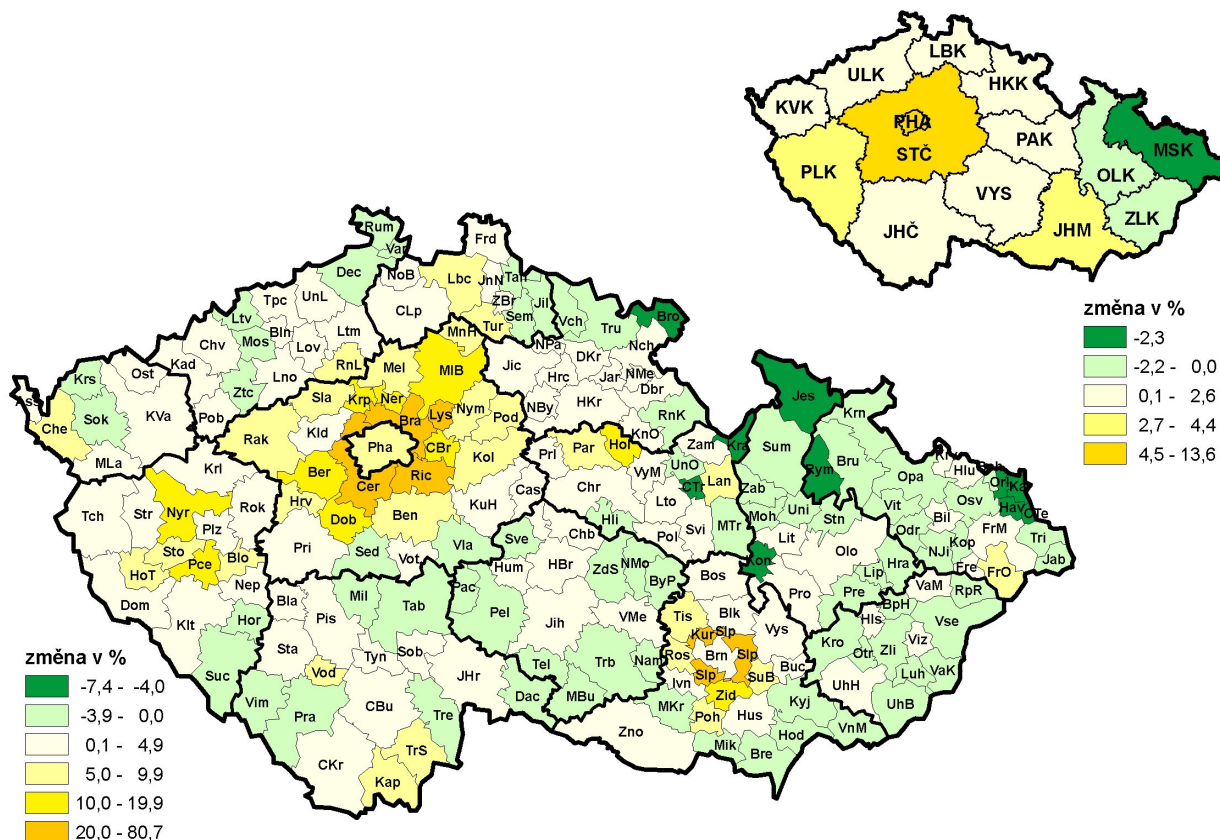 LBK
ULK
HKK
KVK
PHA
PAK
STČ
MSK
PLK
OLK
VYS
ZLK
JHČ
JHM
změna v %
-2,3
-2,2 - 0,0
0,1 - 2,6
2,7 - 4,4
4,5 - 13,6
Rum
Var
Frd
Dec
NoB
Lbc
JnN
Tan
Tpc
UnL
CLp
ZBr
Jil
Sem
Vch
Bro
Ltv
Bln
Ltm
Tur
Tru
Chv
Mos
Lov
MnH
NPa
Nch
Kad
RnL
Mel
MlB
Jic
DKr
Ost
Lno
Hrc
Jar
NMe
Jes
Krs
Ztc
Sla
Krp
Ner
Dbr
Krn
Ass
Sok
KVa
Pob
Bra
Lys
Nym
Pod
NBy
HKr
RnK
Che
Rak
Kld
Pha
CBr
Kol
KnO
Kra
Sum
MLa
Krl
Ber
Ric
Pri
Par
Hol
Zam
Rym
Bru
Hlu
Cer
VyM
UnO
Opa
Orl
Kar
Nyr
Rok
Hrv
KuH
Cas
Chr
CTr
Lan
Zab
Osv
Hav
Tch
Str
Dob
Ben
Lto
Uni
Vit
CTe
Plz
Hli
Svi
MTr
Moh
Stn
Bil
Sto
Pri
Sed
Vot
Vla
Sve
Chb
Pol
Lit
Odr
FrM
Tri
HoT
Pce
Blo
Kon
Olo
Kop
NJi
Jab
Nep
Hum
HBr
ZdS
NMo
Bos
Hra
Fre
FrO
Dom
Bla
Mil
Pac
ByP
Lip
VaM
RpR
Klt
Pis
Tab
Pel
Tis
Blk
Pro
Pre
BpH
Hor
Jih
VMe
Vys
Hls
Vse
Sta
Sob
Kur
Slp
Kro
Viz
Tyn
Ros
Brn
Slp
Otr
Zli
Suc
Vod
JHr
Tel
Trb
Nam
Slp
SuB
Buc
Luh
VaK
Ivn
Vim
Dac
MBu
Zid
UhH
Pra
CBu
Tre
MKr
Poh
Hus
Kyj
UhB
Zno
Hod
VnM
CKr
TrS
Mik
Bre
Kap
změna v %
-7,4 - -4,0
-3,9 - 0,0
0,1 - 4,9
5,0 - 9,9
10,0 - 19,9
20,0 - 80,7